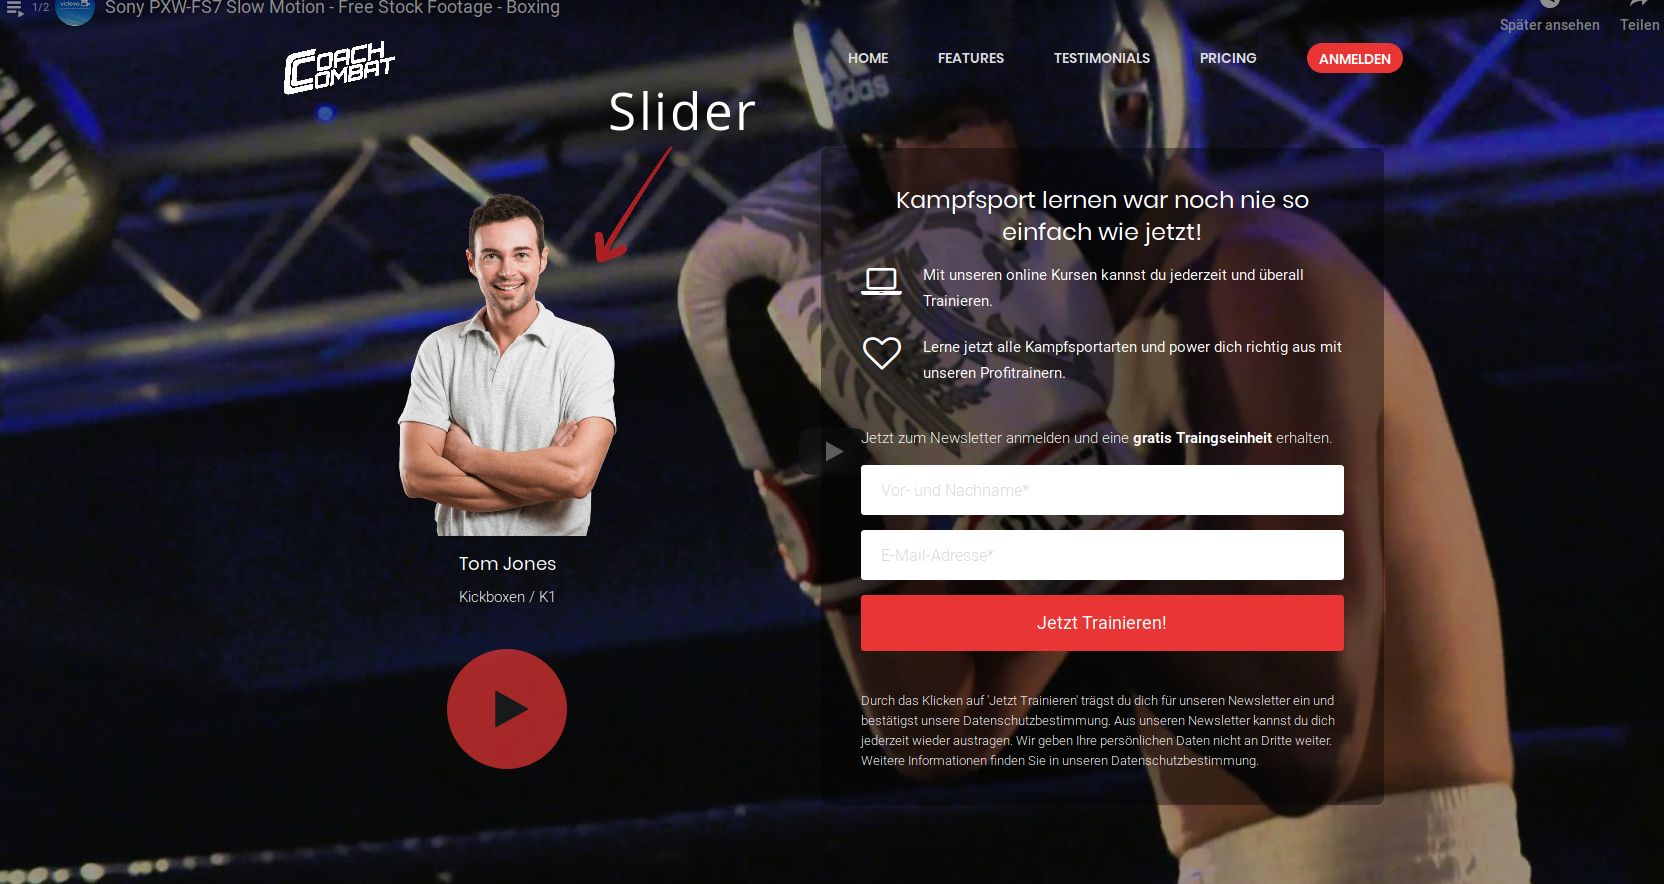 1/2
videvo
Sony PXW-FS7 Slow Motion - Free Stock Footage - Boxing
Später ansehen
Teilen
COACH
COMBAT
HOME
FEATURES
TESTIMONIALS
PRICING
ANMELDEN
Slider
adidas
Kampfsport lernen war noch nie so
einfach wie jetzt!
Mit unseren online Kursen kannst du jederzeit und überall
Trainieren.
Lerne jetzt alle Kampfsportarten und power dich richtig aus mit
unseren Profitrainern.
Jetzt zum Newsletter anmelden und eine gratis Traingseinheit erhalten.
Vor- und Nachname*
E-Mail-Adresse*
Jetzt Trainieren!
Tom Jones
Kickboxen / K1
Durch das Klicken auf 'Jetzt Trainieren' trägst du dich für unseren Newsletter ein und
bestätigst unsere Datenschutzbestimmung. Aus unseren Newsletter kannst du dich
jederzeit wieder austragen. Wir geben Ihre persönlichen Daten nicht an Dritte weiter.
Weitere Informationen finden Sie in unseren Datenschutzbestimmung.